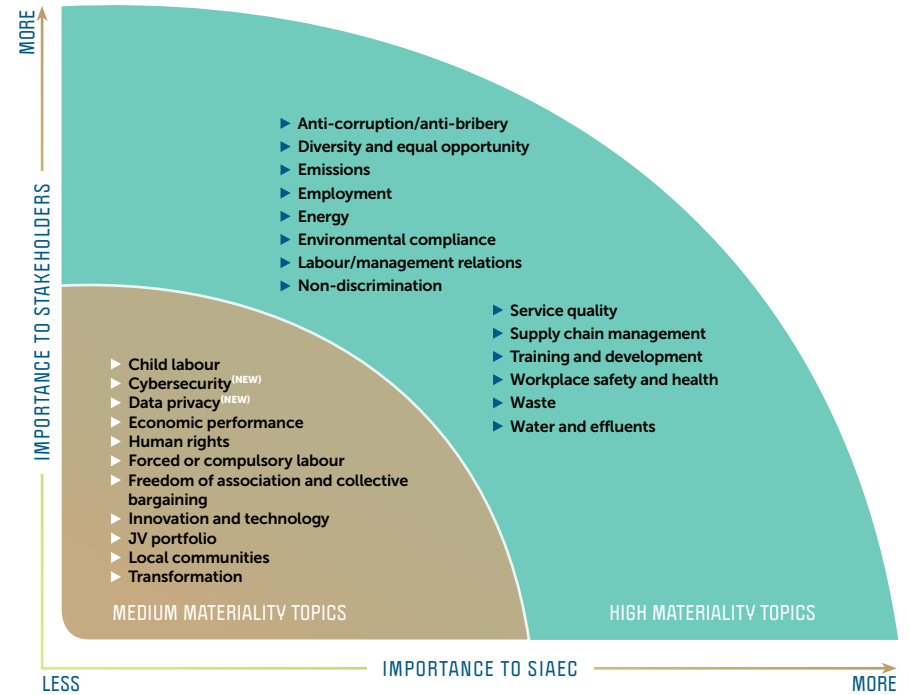 MORE
IMPORTANCE TO STAKEHOLDERS
Anti-corruption/anti-bribery
Diversity and equal opportunity
Emissions
Employment
Energy
Environmental compliance
Labour/management relations
Non-discrimination
Service quality
Supply chain management
Training and development
Workplace safety and health
Waste
Water and effluents
Child labour
Cybersecurity(NEW)
Data privacy(NEW)
Economic performance
Human rights
Forced or compulsory labour
Freedom of association and collective
bargaining
Innovation and technology
JV portfolio
Local communities
Transformation
MEDIUM MATERIALITY TOPICS
HIGH MATERIALITY TOPICS
LESS
IMPORTANCE TO SIAEC
MORE